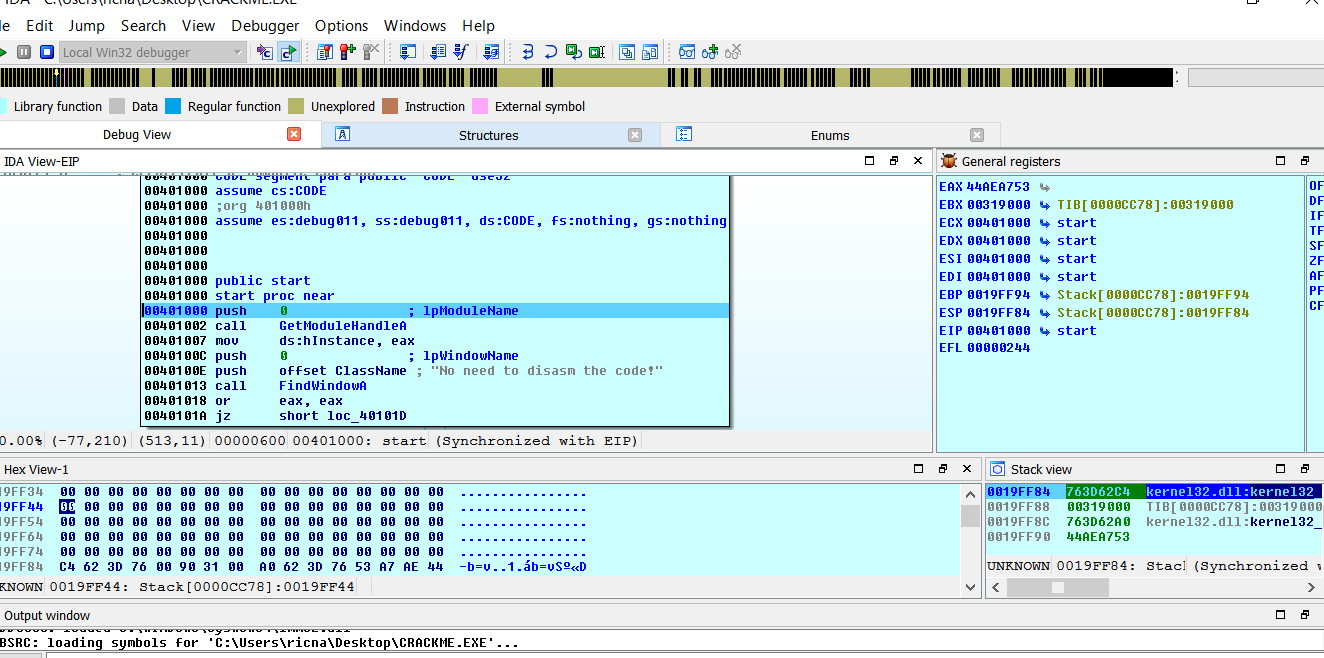 IDA - C:\Users\ricna\Desktop\CRACKME.EXE
le Edit Jump Search View Debugger Options Windows Help
Local Win32 debugger
Library function Data Regular function Unexplored Instruction External symbol
Debug View Structures Enums
IDA View-EIP
00401000 CODE segment para public 'CODE' use32
00401000 assume cs:CODE
00401000 ;org 401000h
00401000 assume es:debug011, ss:debug011, ds:CODE, fs:nothing, gs:nothing
00401000
00401000
00401000
00401000 public start
00401000 start proc near
00401000 push 0 ; lpModuleName
00401002 call GetModuleHandleA
00401007 mov ds:hInstance, eax
0040100C push 0 ; lpWindowName
0040100E push offset ClassName ; "No need to disasm the code!"
00401013 call FindWindowA
00401018 or eax, eax
0040101A jz short loc_40101D
0.00% (-77,210) (513,11) 00000600 00401000: start (Synchronized with EIP)
General registers
EAX 44AEA753
EBX 00319000 TIB[0000CC78]:00319000
ECX 00401000 start
EDX 00401000 start
ESI 00401000 start
EDI 00401000 start
EBP 0019FF94 Stack[0000CC78]:0019FF94
ESP 0019FF84 Stack[0000CC78]:0019FF84
EIP 00401000 start
EFL 00000244
OF
DF
IF
TF
SF
ZF
AF
PF
CF
Hex View-1
19FF34 00 00 00 00 00 00 00 00 00 00 00 00 00 00 00 00 ................
19FF44 00 00 00 00 00 00 00 00 00 00 00 00 00 00 00 00 ................
19FF54 00 00 00 00 00 00 00 00 00 00 00 00 00 00 00 00 ................
19FF64 00 00 00 00 00 00 00 00 00 00 00 00 00 00 00 00 ................
19FF74 00 00 00 00 00 00 00 00 00 00 00 00 00 00 00 00 ................
19FF84 C4 62 3D 76 00 90 31 00 A0 62 3D 76 53 A7 AE 44 -b=v..1.áb=vSº«D
KNOWN 0019FF44: Stack[0000CC78]:0019FF44
Stack view
0019FF84 763D62C4 kernel32.dll:kernel32
0019FF88 00319000 TIB[0000CC78]:00319000
0019FF8C 763D62A0 kernel32.dll:kernel32_
0019FF90 44AEA753
UNKNOWN 0019FF84: Stac (Synchronized
Output window
BSRC: loading symbols for 'C:\Users\ricna\Desktop\CRACKME.EXE'...